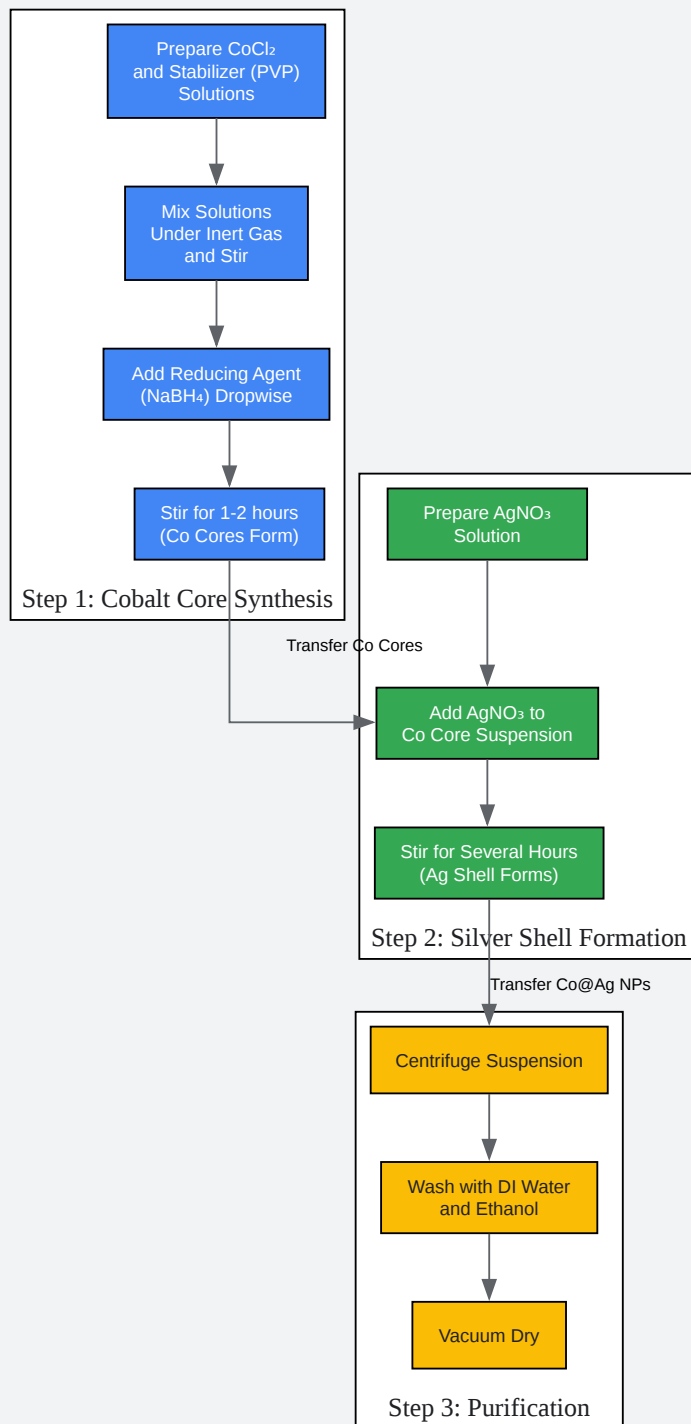 Prepare CoCl₂
and Stabilizer (PVP)
Solutions
Mix Solutions
Under Inert Gas
and Stir
Add Reducing Agent
(NaBH₄) Dropwise
Stir for 1-2 hours
(Co Cores Form)
Step 1: Cobalt Core Synthesis
Transfer Co Cores
Prepare AgNO₃
Solution
Add AgNO₃ to
Co Core Suspension
Stir for Several Hours
(Ag Shell Forms)
Step 2: Silver Shell Formation
Transfer Co@Ag NPs
Centrifuge Suspension
Wash with DI Water
and Ethanol
Vacuum Dry
Step 3: Purification